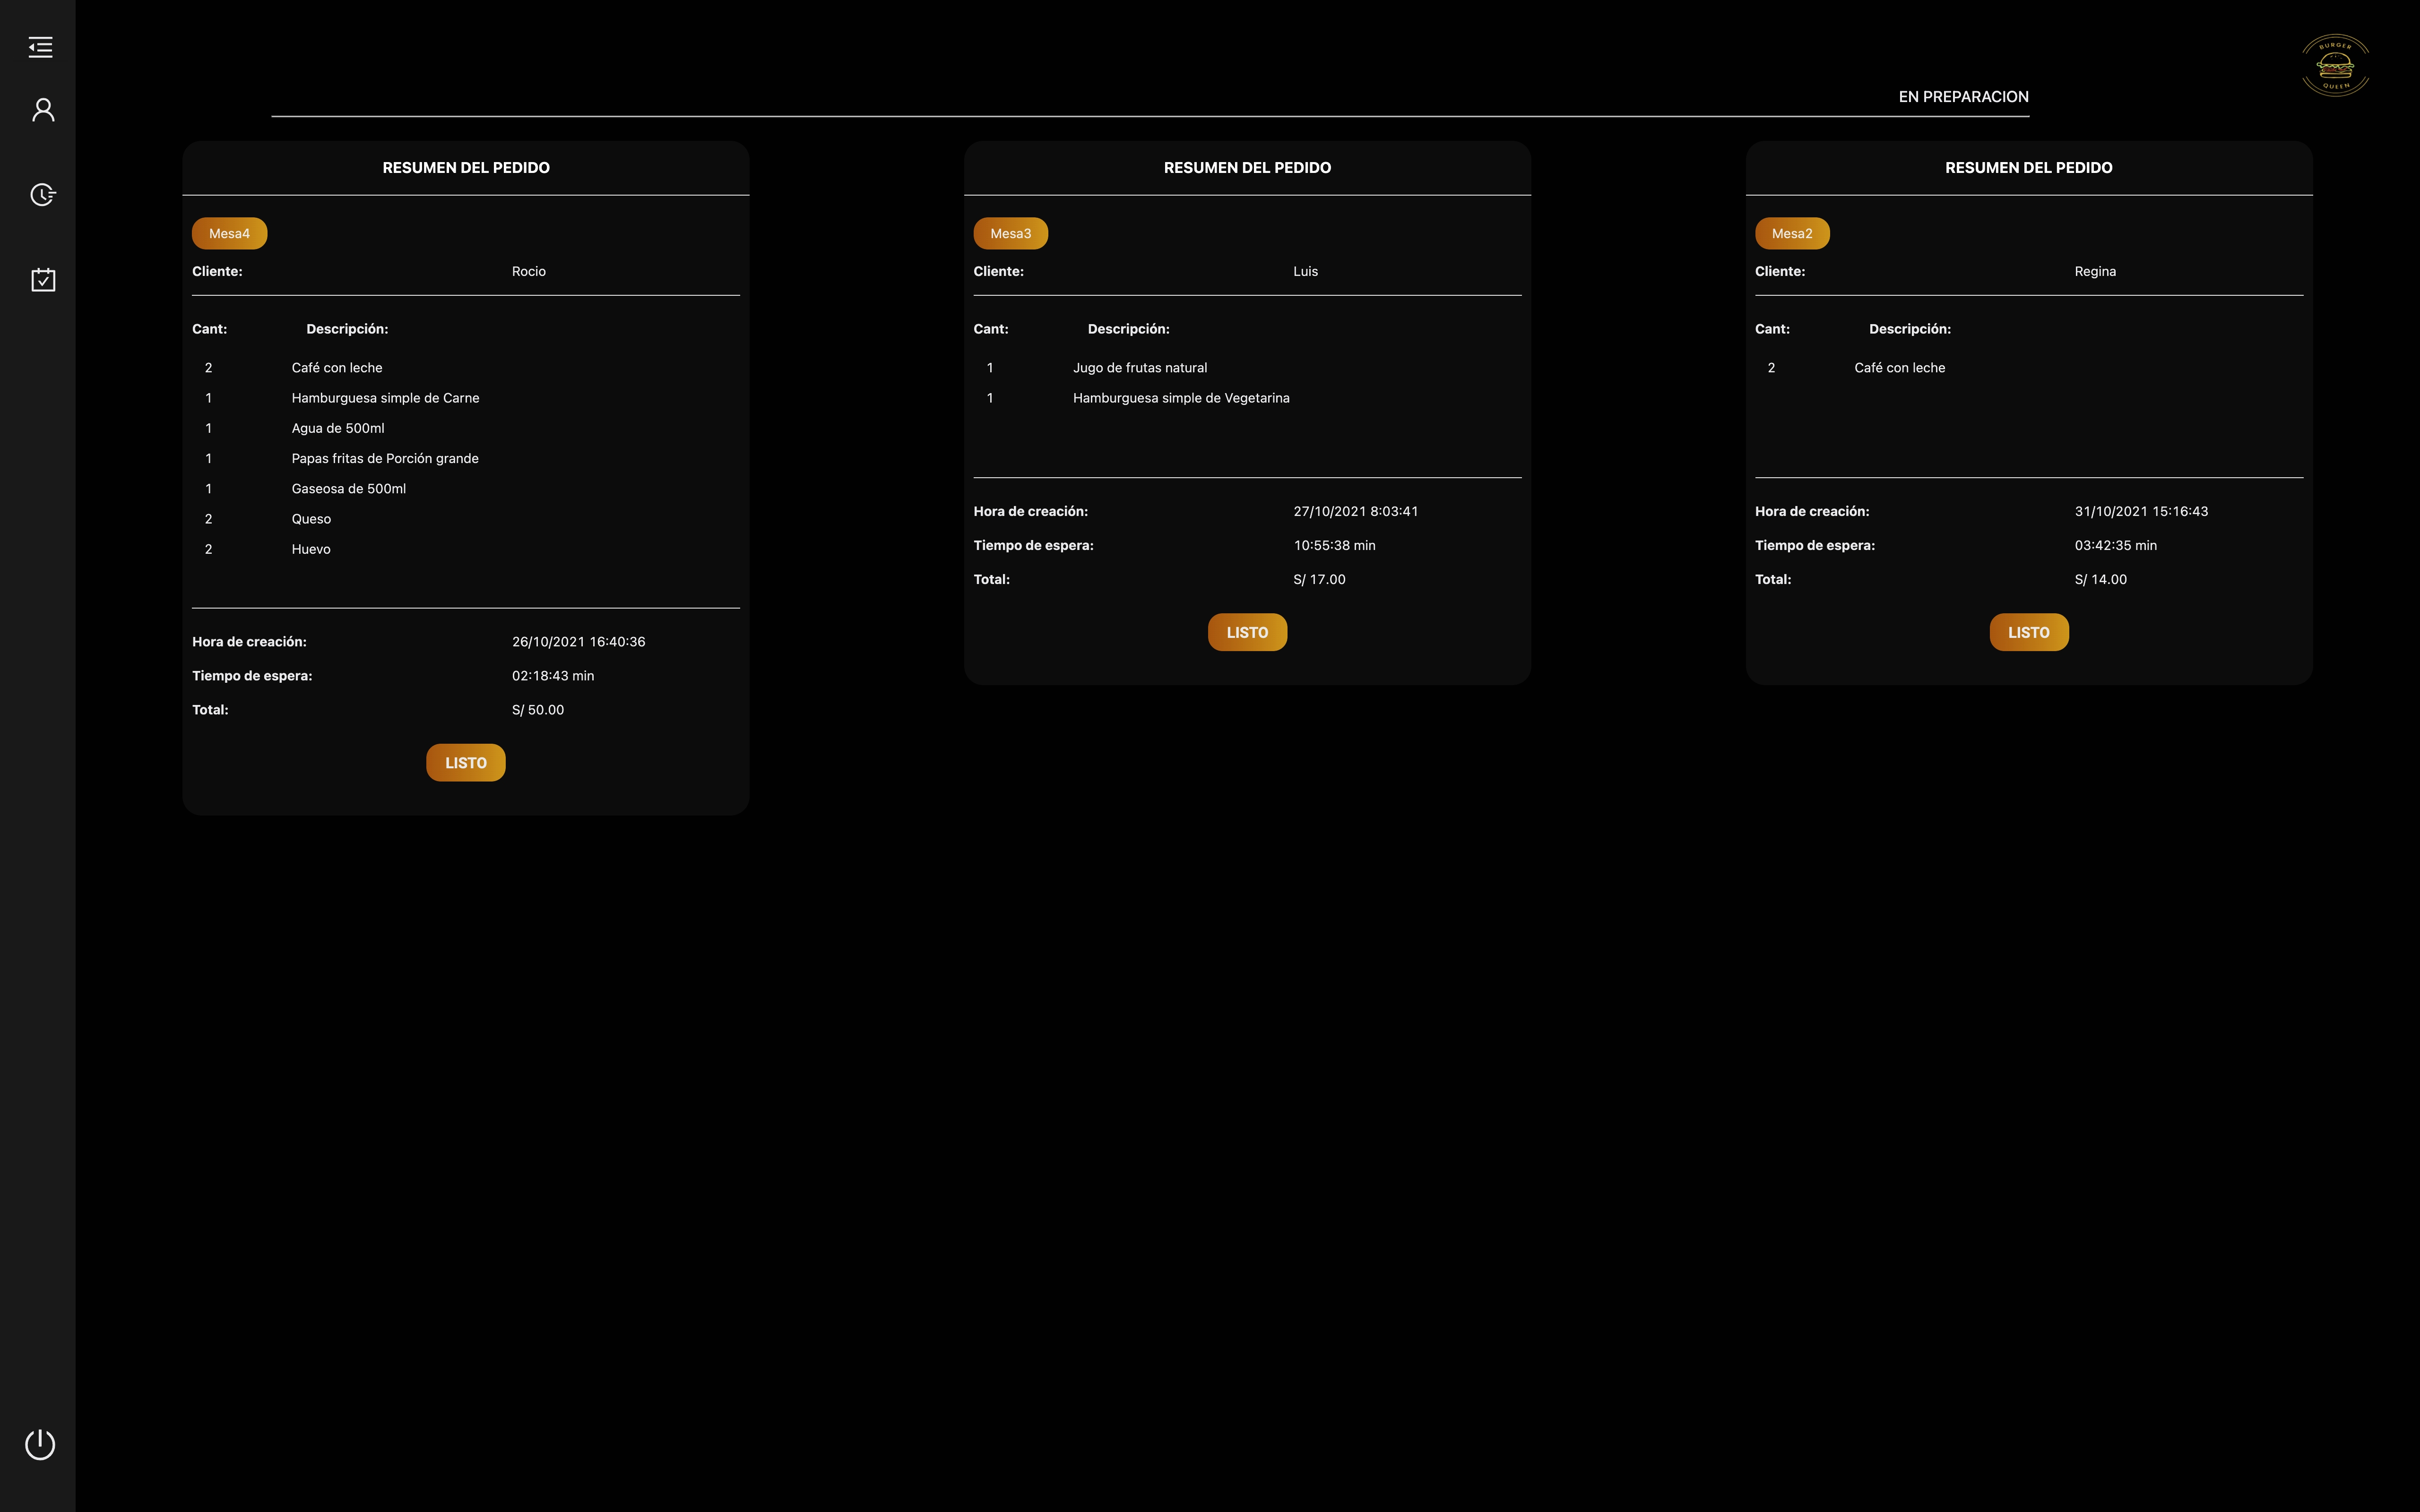 BURGER
QUEEN
EN PREPARACION
RESUMEN DEL PEDIDO
Mesa4
Cliente: Rocio
Cant: Descripción:
2 Café con leche
1 Hamburguesa simple de Carne
1 Agua de 500ml
1 Papas fritas de Porción grande
1 Gaseosa de 500ml
2 Queso
2 Huevo
Hora de creación: 26/10/2021 16:40:36
Tiempo de espera: 02:18:43 min
Total: S/ 50.00
LISTO
RESUMEN DEL PEDIDO
Mesa3
Cliente: Luis
Cant: Descripción:
1 Jugo de frutas natural
1 Hamburguesa simple de Vegetarina
Hora de creación: 27/10/2021 8:03:41
Tiempo de espera: 10:55:38 min
Total: S/ 17.00
LISTO
RESUMEN DEL PEDIDO
Mesa2
Cliente: Regina
Cant: Descripción:
2 Café con leche
Hora de creación: 31/10/2021 15:16:43
Tiempo de espera: 03:42:35 min
Total: S/ 14.00
LISTO